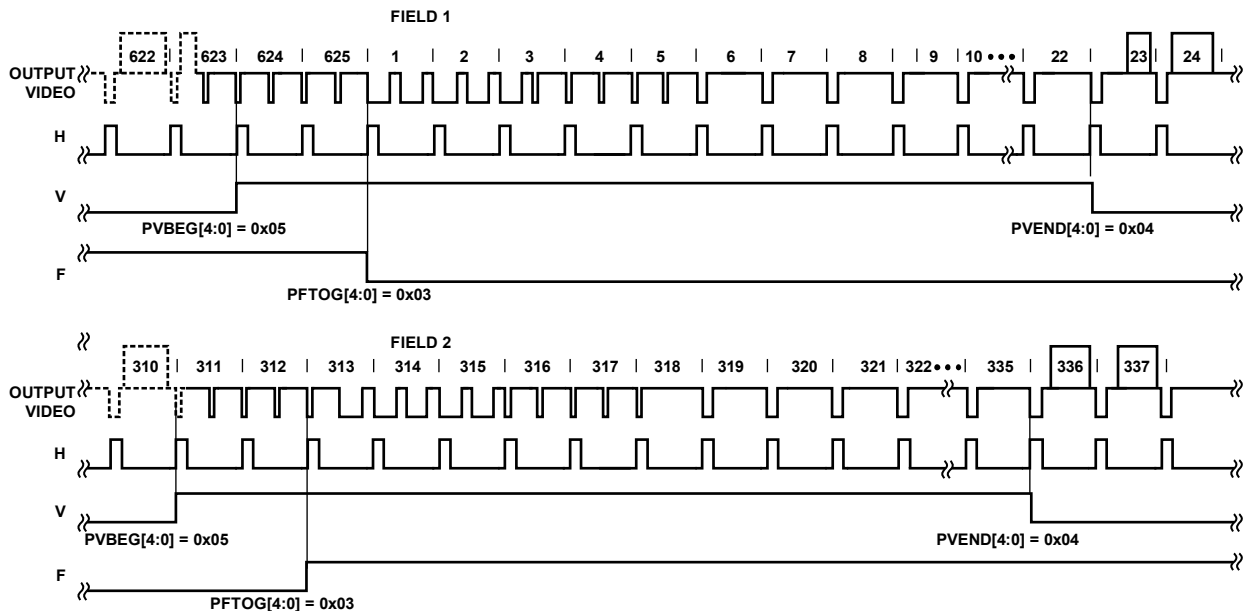 FIELD 1
622 623 624 625 1 2 3 4 5 6 7 8 9 10 ••• 22 23 24
OUTPUT
VIDEO
H
V
PVBEG[4:0] = 0x05 PVEND[4:0] = 0x04
F
PFTOG[4:0] = 0x03
FIELD 2
310 311 312 313 314 315 316 317 318 319 320 321 322 ••• 335 336 337
OUTPUT
VIDEO
H
V
PVBEG[4:0] = 0x05 PVEND[4:0] = 0x04
F
PFTOG[4:0] = 0x03